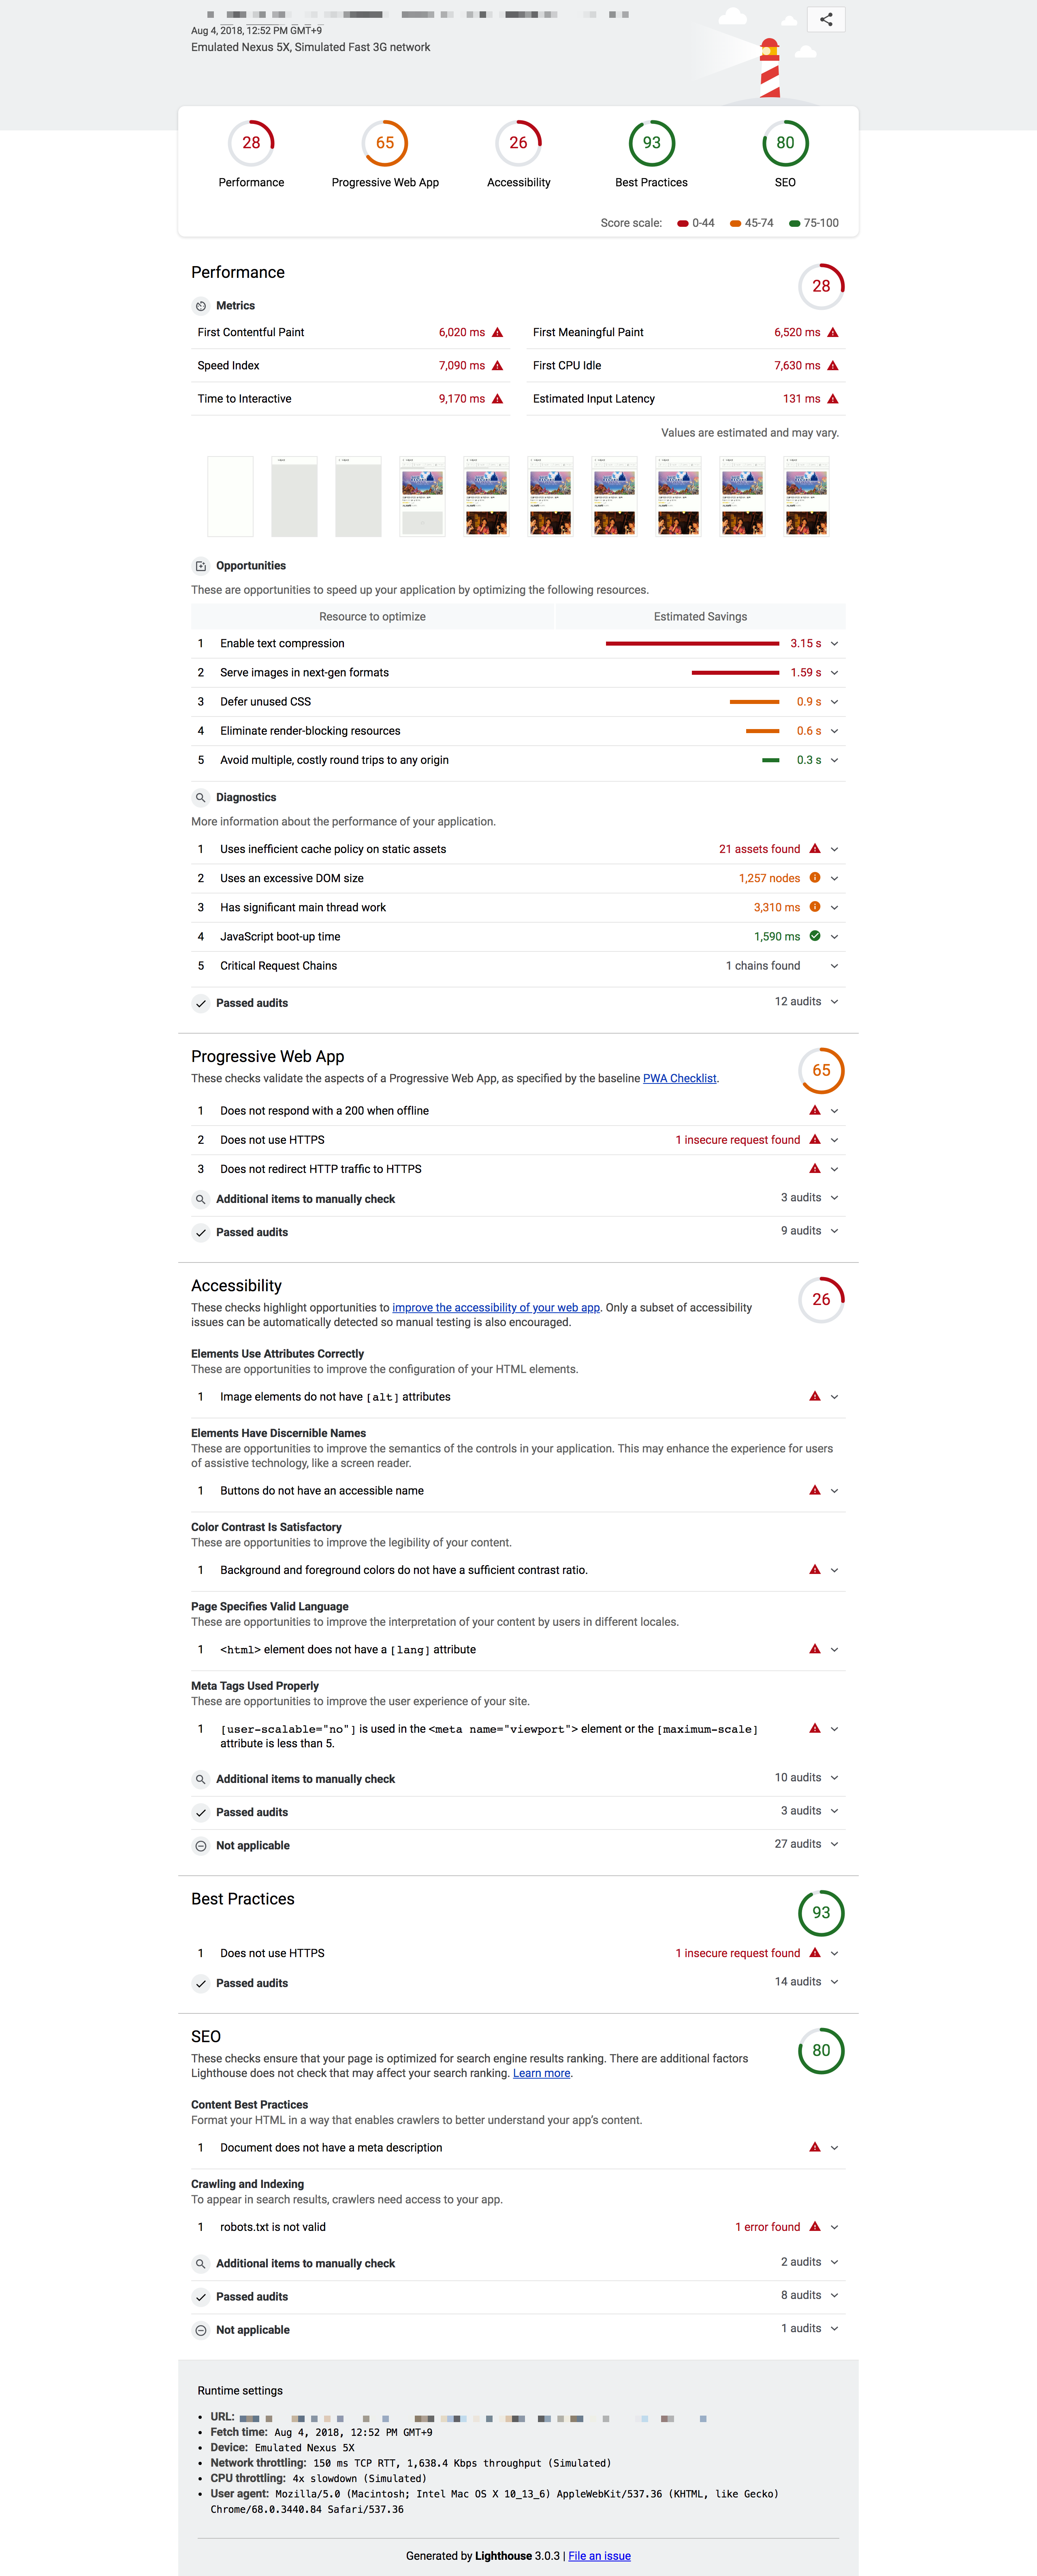 Aug 4, 2018, 12:52 PM GMT+9
Emulated Nexus 5X, Simulated Fast 3G network
28
65
26
93
80
Performance
Progressive Web App
Accessibility
Best Practices
SEO
Score scale: 0-44 45-74 75-100
Performance
28
Metrics
First Contentful Paint 6,020 ms
First Meaningful Paint 6,520 ms
Speed Index 7,090 ms
First CPU Idle 7,630 ms
Time to Interactive 9,170 ms
Estimated Input Latency 131 ms
Values are estimated and may vary.
Opportunities
These are opportunities to speed up your application by optimizing the following resources.
Resource to optimize Estimated Savings
1 Enable text compression 3.15 s
2 Serve images in next-gen formats 1.59 s
3 Defer unused CSS 0.9 s
4 Eliminate render-blocking resources 0.6 s
5 Avoid multiple, costly round trips to any origin 0.3 s
Diagnostics
More information about the performance of your application.
1 Uses inefficient cache policy on static assets 21 assets found
2 Uses an excessive DOM size 1,257 nodes
3 Has significant main thread work 3,310 ms
4 JavaScript boot-up time 1,590 ms
5 Critical Request Chains 1 chains found
Passed audits 12 audits
Progressive Web App
65
These checks validate the aspects of a Progressive Web App, as specified by the baseline PWA Checklist.
1 Does not respond with a 200 when offline
2 Does not use HTTPS 1 insecure request found
3 Does not redirect HTTP traffic to HTTPS
Additional items to manually check 3 audits
Passed audits 9 audits
Accessibility
26
These checks highlight opportunities to improve the accessibility of your web app. Only a subset of accessibility
issues can be automatically detected so manual testing is also encouraged.
Elements Use Attributes Correctly
These are opportunities to improve the configuration of your HTML elements.
1 Image elements do not have [alt] attributes
Elements Have Discernible Names
These are opportunities to improve the semantics of the controls in your application. This may enhance the experience for users
of assistive technology, like a screen reader.
1 Buttons do not have an accessible name
Color Contrast Is Satisfactory
These are opportunities to improve the legibility of your content.
1 Background and foreground colors do not have a sufficient contrast ratio.
Page Specifies Valid Language
These are opportunities to improve the interpretation of your content by users in different locales.
1 <html> element does not have a [lang] attribute
Meta Tags Used Properly
These are opportunities to improve the user experience of your site.
1 [user-scalable="no"] is used in the <meta name="viewport"> element or the [maximum-scale]
attribute is less than 5.
Additional items to manually check 10 audits
Passed audits 3 audits
Not applicable 27 audits
Best Practices
93
1 Does not use HTTPS 1 insecure request found
Passed audits 14 audits
SEO
80
These checks ensure that your page is optimized for search engine results ranking. There are additional factors
Lighthouse does not check that may affect your search ranking. Learn more.
Content Best Practices
Format your HTML in a way that enables crawlers to better understand your app's content.
1 Document does not have a meta description
Crawling and Indexing
To appear in search results, crawlers need access to your app.
1 robots.txt is not valid 1 error found
Additional items to manually check 2 audits
Passed audits 8 audits
Not applicable 1 audits
Runtime settings
• URL:
• Fetch time: Aug 4, 2018, 12:52 PM GMT+9
• Device: Emulated Nexus 5X
• Network throttling: 150 ms TCP RTT, 1,638.4 Kbps throughput (Simulated)
• CPU throttling: 4x slowdown (Simulated)
• User agent: Mozilla/5.0 (Macintosh; Intel Mac OS X 10_13_6) AppleWebKit/537.36 (KHTML, like Gecko)
Chrome/68.0.3440.84 Safari/537.36
Generated by Lighthouse 3.0.3 | File an issue